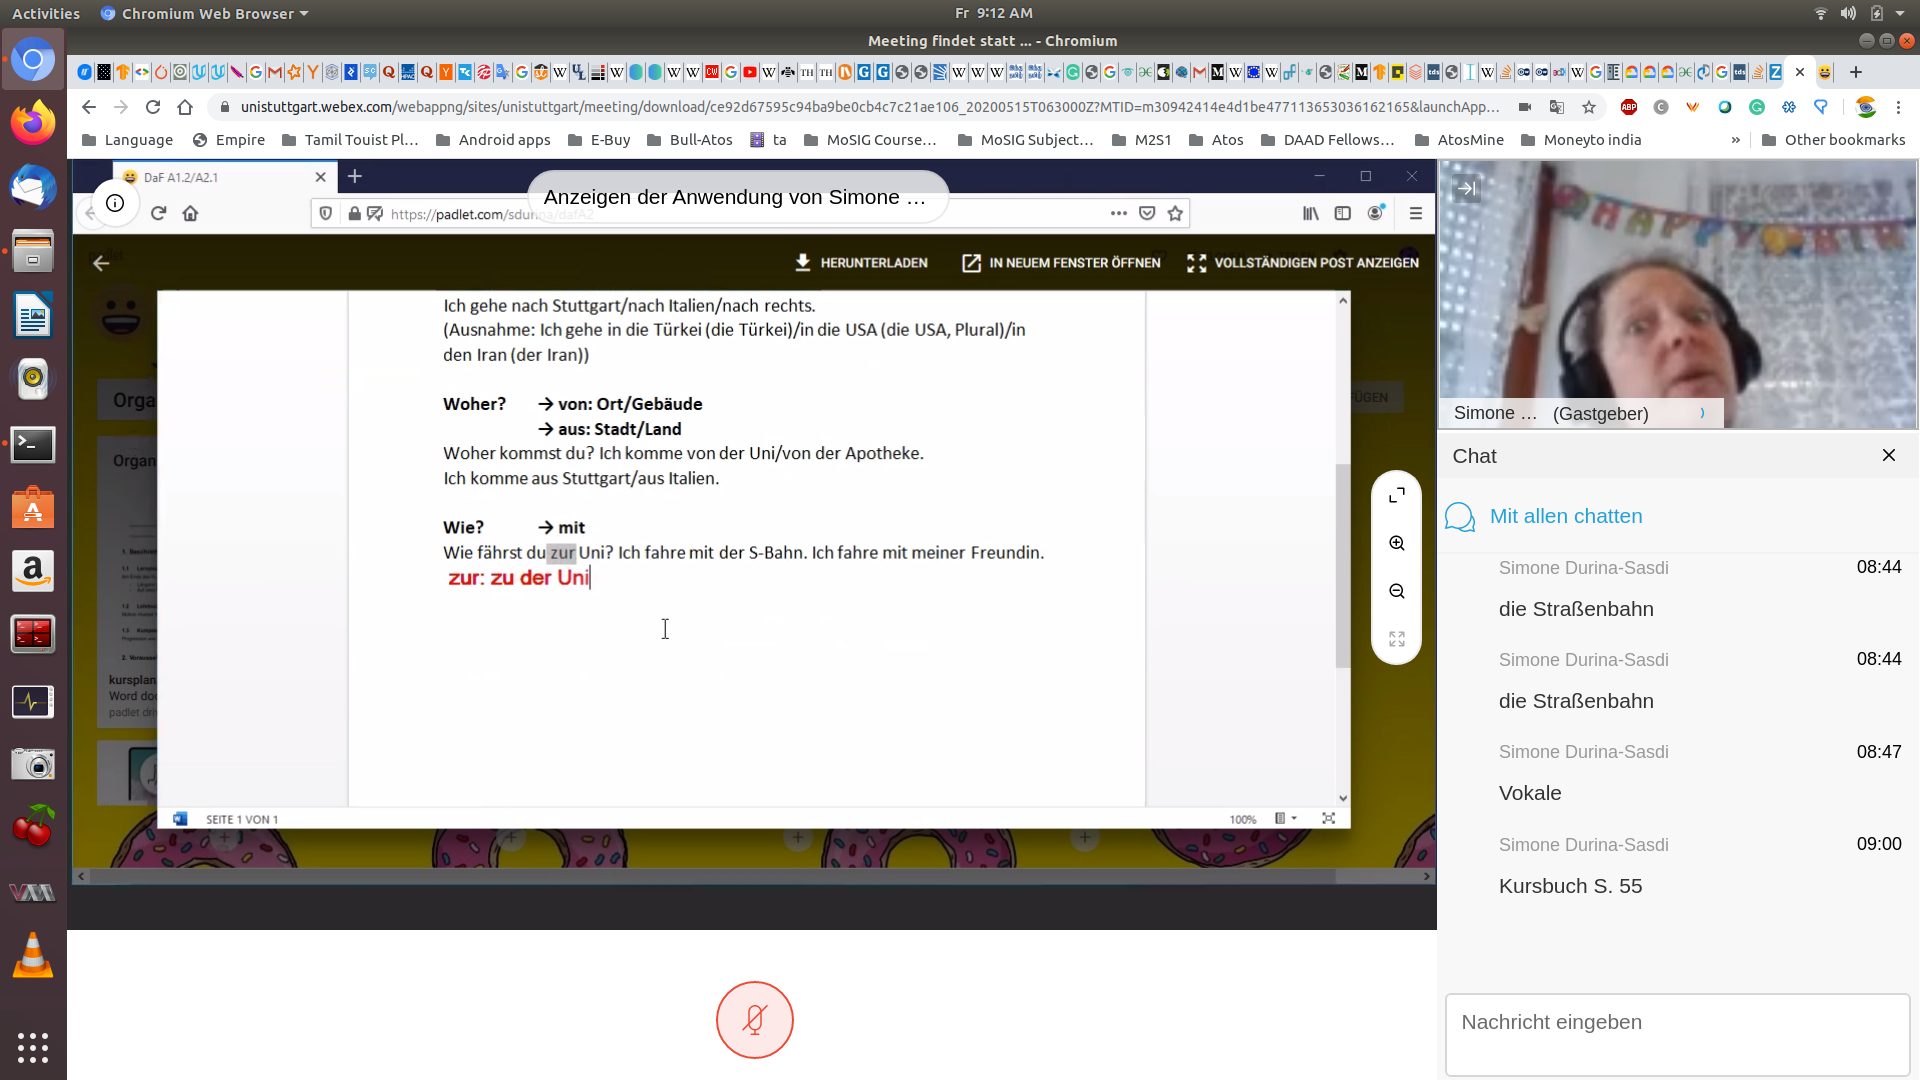 Activities
Chromium Web Browser
Fr 9:12 AM
Meeting findet statt ... - Chromium
unistuttgart.webex.com/webappng/sites/unistuttgart/meeting/download/ce92d67595c94ba9be0cb4c7c21ae106_20200515T063000Z?MTID=m30942414e4d1be477113653036162165&launchApp...
Language
Empire
Tamil Touist Pl...
Android apps
E-Buy
Bull-Atos
ta
MoSIG Course...
MoSIG Subject...
M2S1
Atos
DAAD Fellows...
AtosMine
Moneyto india
»
Other bookmarks
DaF A1.2/A2.1
Anzeigen der Anwendung von Simone ...
https://padlet.com/sdurina/dafA2
HERUNTERLADEN
IN NEUEM FENSTER ÖFFNEN
VOLLSTÄNDIGEN POST ANZEIGEN
Ich gehe nach Stuttgart/nach Italien/nach rechts.
(Ausnahme: Ich gehe in die Türkei (die Türkei)/in die USA (die USA, Plural)/in
den Iran (der Iran))
Woher? → von: Ort/Gebäude
→ aus: Stadt/Land
Woher kommst du? Ich komme von der Uni/von der Apotheke.
Ich komme aus Stuttgart/aus Italien.
Wie? → mit
Wie fährst du zur Uni? Ich fahre mit der S-Bahn. Ich fahre mit meiner Freundin.
zur: zu der Uni
SEITE 1 VON 1
100%
Orga
Organ
kursplan
Word do
padlet dri
Simone ... (Gastgeber)
Chat
Mit allen chatten
Simone Durina-Sasdi 08:44
die Straßenbahn
Simone Durina-Sasdi 08:44
die Straßenbahn
Simone Durina-Sasdi 08:47
Vokale
Simone Durina-Sasdi 09:00
Kursbuch S. 55
Nachricht eingeben